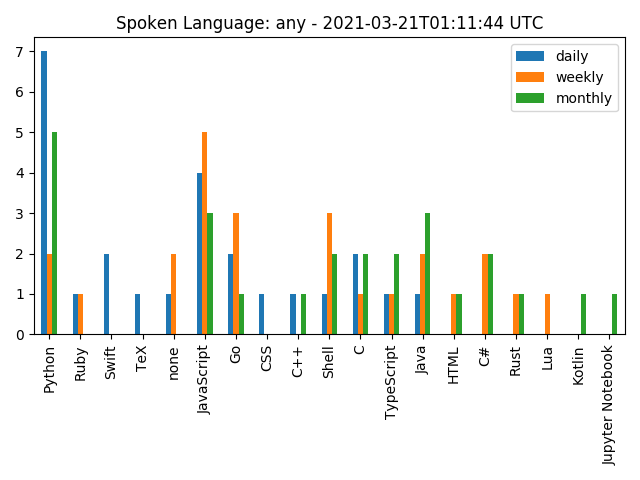 Spoken Language: any - 2021-03-21T01:11:44 UTC
daily
weekly
monthly
7
6
5
4
3
2
1
0
Python
Ruby
Swift
TeX
none
JavaScript
Go
CSS
C++
Shell
C
TypeScript
Java
HTML
C#
Rust
Lua
Kotlin
Jupyter Notebook